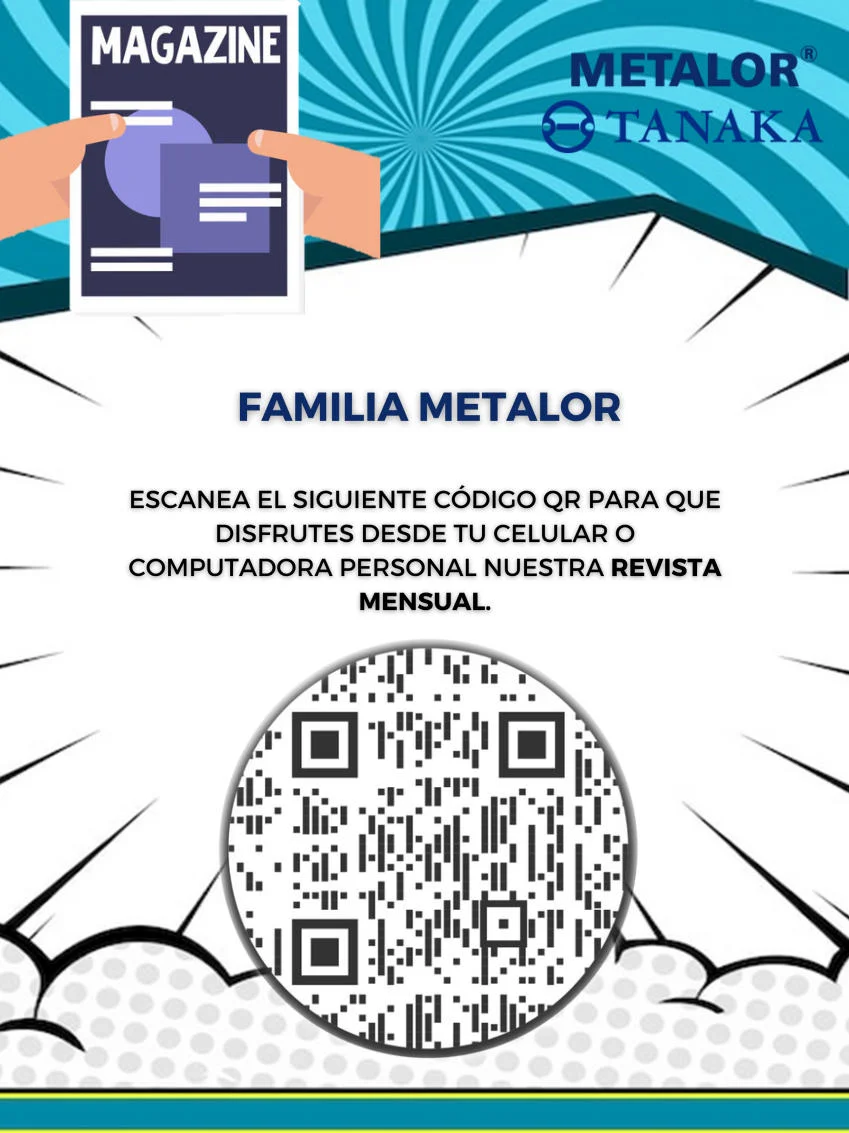 MAGAZINE
METALOR®
TANAKA
FAMILIA METALOR
ESCANEA EL SIGUIENTE CÓDIGO QR PARA QUE
DISFRUTES DESDE TU CELULAR O
COMPUTADORA PERSONAL NUESTRA REVISTA
MENSUAL.